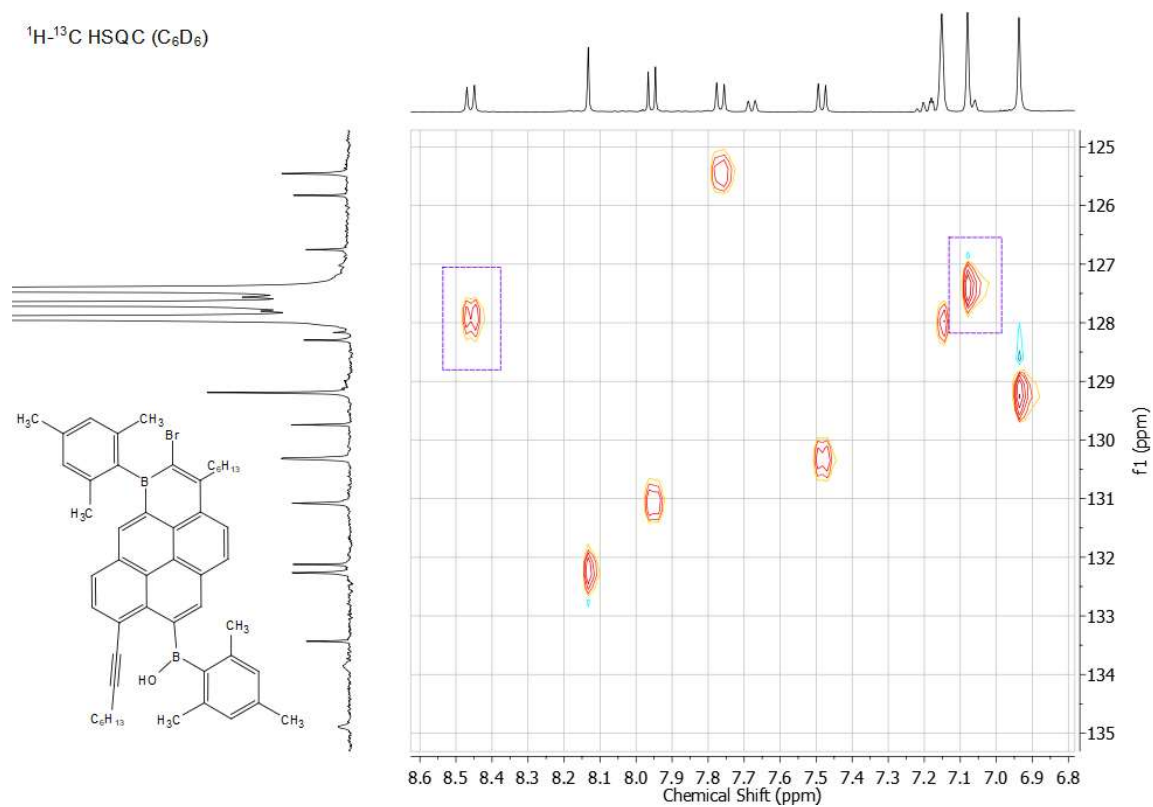 ¹H-¹³C HSQC (C₆D₆)
125
126
127
128
129
130
131
132
133
134
135
f1 (ppm)
8.6 8.5 8.4 8.3 8.2 8.1 8.0 7.9 7.8 7.7 7.6 7.5 7.4 7.3 7.2 7.1 7.0 6.9 6.8
Chemical Shift (ppm)
H₃C CH₃ Br
C₆H₁₃
B
H₃C
CH₃
B
HO
C₆H₁₃ H₃C CH₃